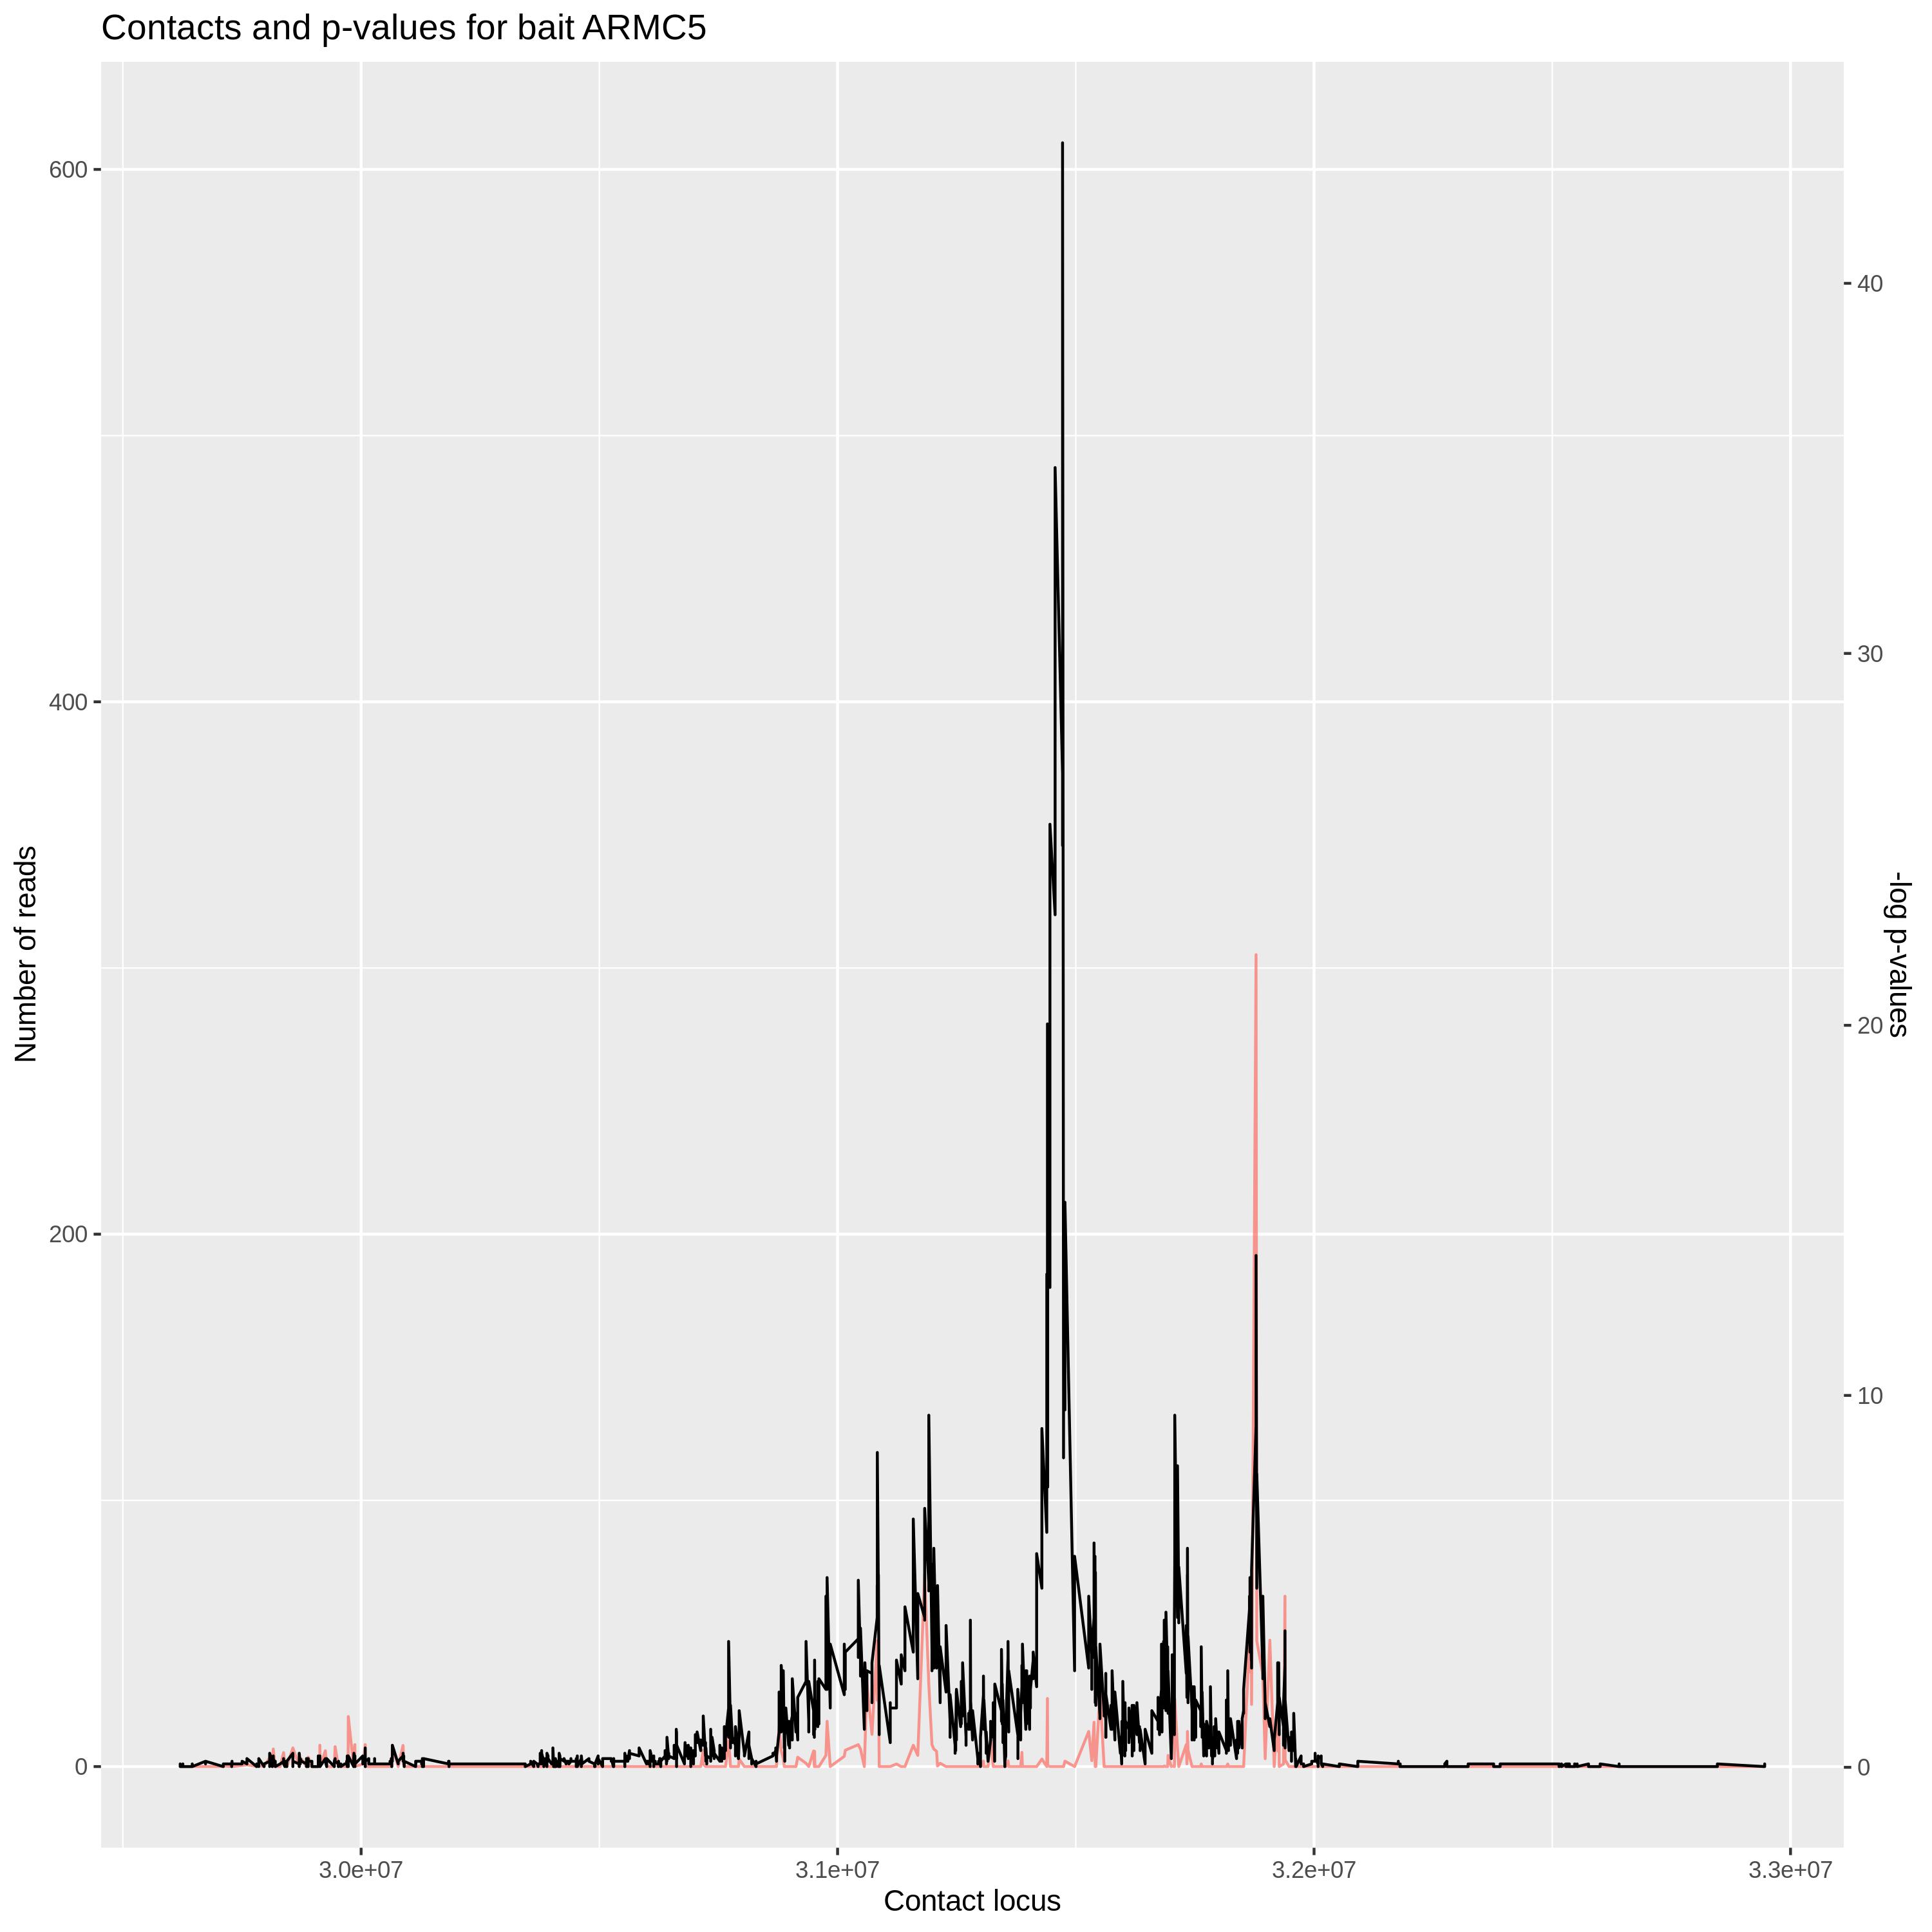 Contacts and p-values for bait ARMC5
600
400
200
0
Number of reads
40
30
20
10
0
-log p-values
3.0e+07
3.1e+07
3.2e+07
3.3e+07
Contact locus